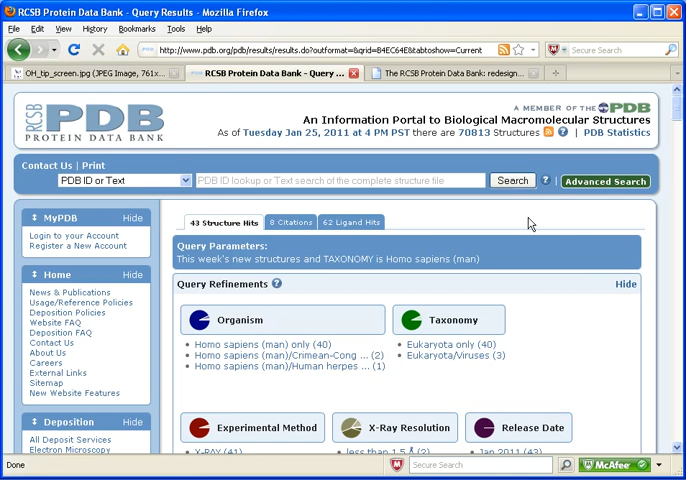 RCSB Protein Data Bank - Query Results - Mozilla Firefox
File Edit View History Bookmarks Tools Help
http://www.pdb.org/pdb/results/results.do?outformat=&qrid=B4EC64E8&tabtoshow=Current
Secure Search
OH_tip_screen.jpg (JPEG Image, 761x...
RCSB Protein Data Bank - Query ...
The RCSB Protein Data Bank: redesign...
RCSB PDB
PROTEIN DATA BANK
A MEMBER OF THE PDB
An Information Portal to Biological Macromolecular Structures
As of Tuesday Jan 25, 2011 at 4 PM PST there are 70813 Structures ? | PDB Statistics
Contact Us | Print
PDB ID or Text
PDB ID lookup or Text search of the complete structure file
Search ? | Advanced Search
MyPDB Hide
Login to your Account
Register a New Account
Home Hide
News & Publications
Usage/Reference Policies
Deposition Policies
Website FAQ
Deposition FAQ
Contact Us
About Us
Careers
External Links
Sitemap
New Website Features
Deposition Hide
All Deposit Services
Electron Microscopy
43 Structure Hits 8 Citations 62 Ligand Hits
Query Parameters:
This week's new structures and TAXONOMY is Homo sapiens (man)
Query Refinements ? Hide
Organism
Homo sapiens (man) only (40)
Homo sapiens (man)/Crimean-Cong ... (2)
Homo sapiens (man)/Human herpes ... (1)
Taxonomy
Eukaryota only (40)
Eukaryota/Viruses (3)
Experimental Method
X-RAY (41)
X-Ray Resolution
less than 1.5 Å (2)
Release Date
Jan 2011 (43)
Done
Secure Search
McAfee